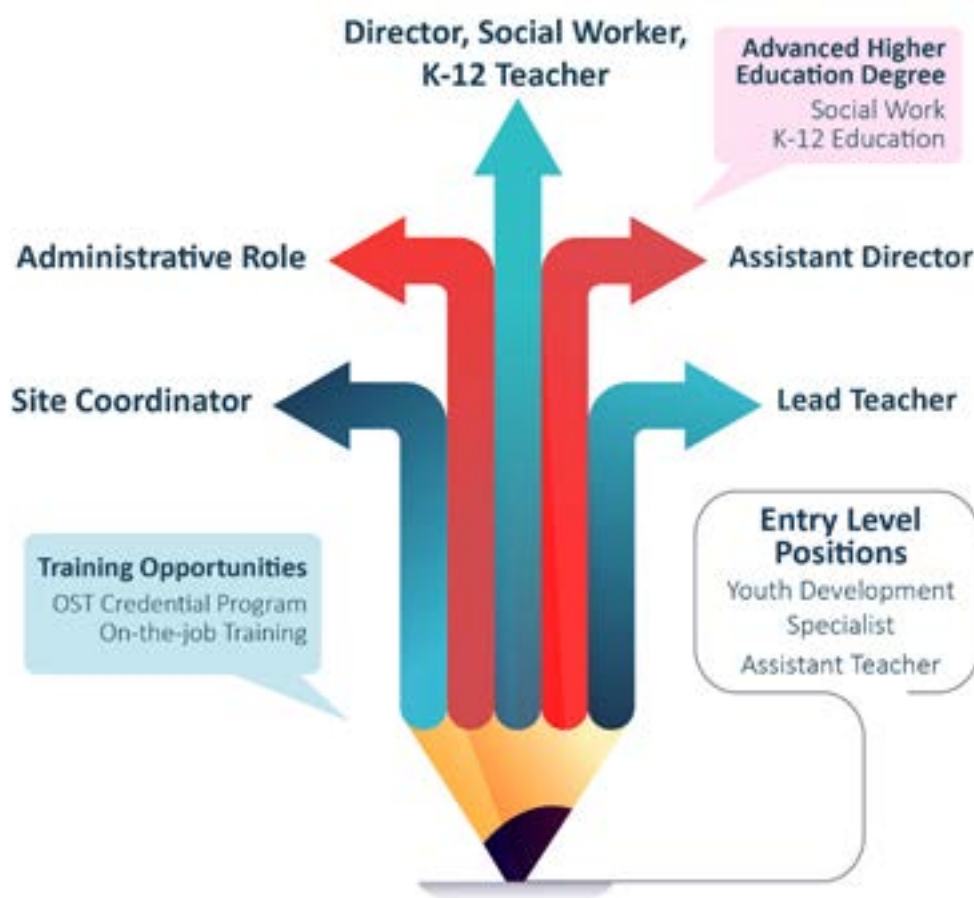 Director, Social Worker,
K-12 Teacher
Advanced Higher
Education Degree
Social Work
K-12 Education
Administrative Role
Assistant Director
Site Coordinator
Lead Teacher
Training Opportunities
OST Credential Program
On-the-job Training
Entry Level
Positions
Youth Development
Specialist
Assistant Teacher